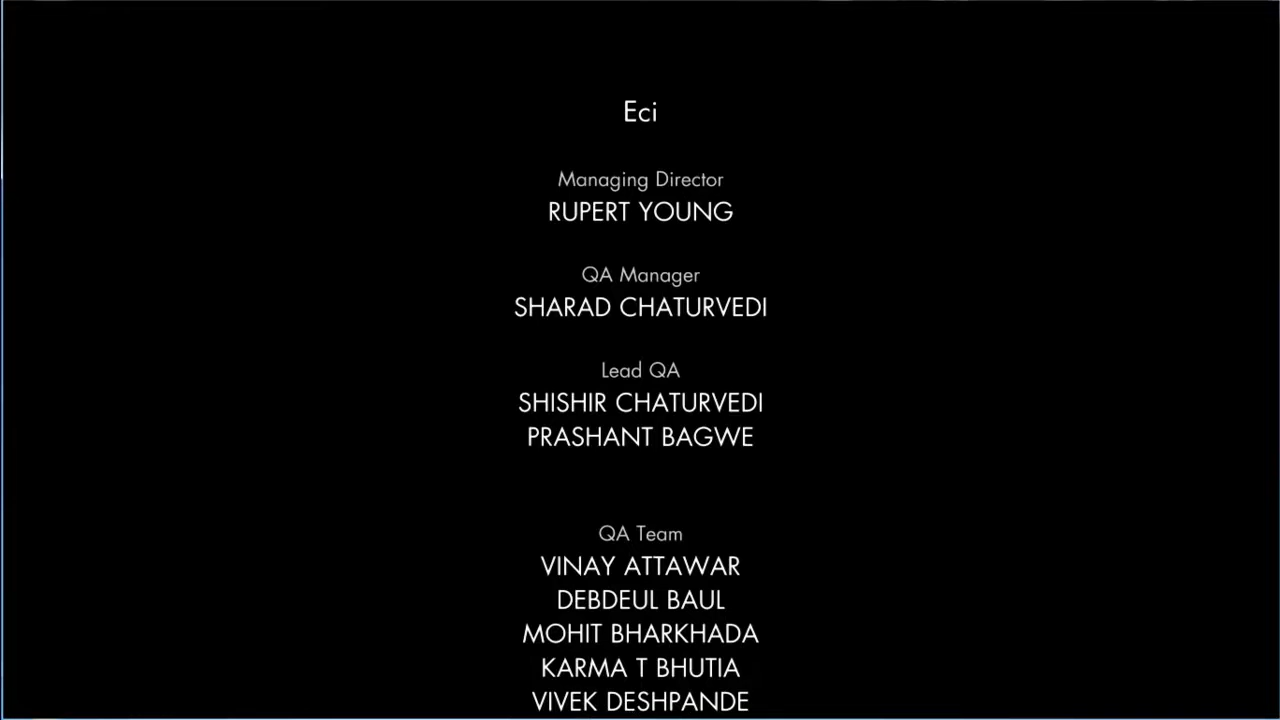 Eci
Managing Director
RUPERT YOUNG
QA Manager
SHARAD CHATURVEDI
Lead QA
SHISHIR CHATURVEDI
PRASHANT BAGWE
QA Team
VINAY ATTAWAR
DEBDEUL BAUL
MOHIT BHARKHADA
KARMA T BHUTIA
VIVEK DESHPANDE